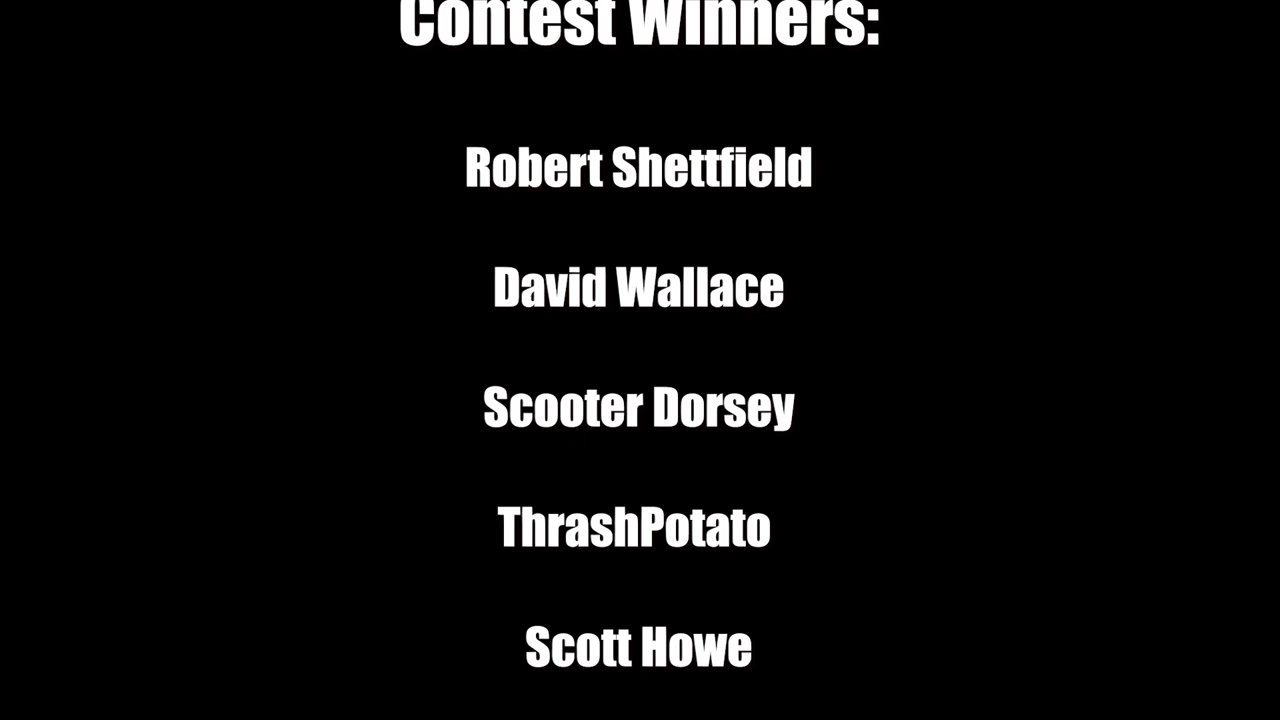 Contest Winners:
Robert Shettfield
David Wallace
Scooter Dorsey
ThrashPotato
Scott Howe